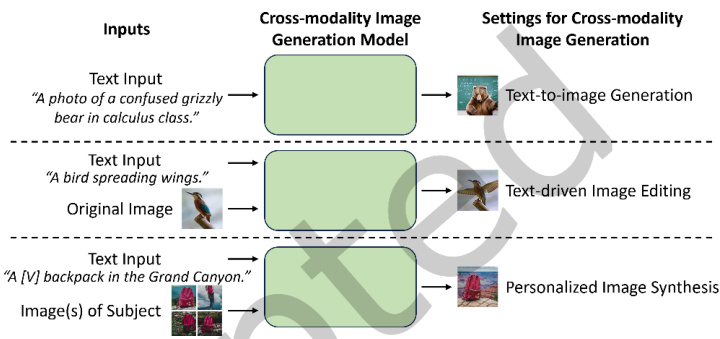 Inputs
Cross-modality Image
Generation Model
Settings for Cross-modality
Image Generation
Text Input
“A photo of a confused grizzly
bear in calculus class.”
Text-to-image Generation
Text Input
“A bird spreading wings.”
Original Image
Text-driven Image Editing
Text Input
“A [V] backpack in the Grand Canyon.”
Image(s) of Subject
Personalized Image Synthesis